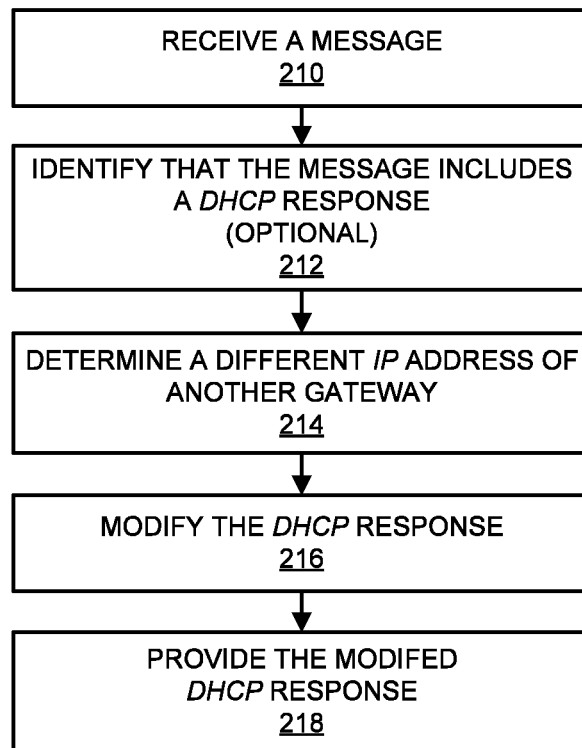 RECEIVE A MESSAGE
210
IDENTIFY THAT THE MESSAGE INCLUDES
A DHCP RESPONSE
(OPTIONAL)
212
DETERMINE A DIFFERENT IP ADDRESS OF
ANOTHER GATEWAY
214
MODIFY THE DHCP RESPONSE
216
PROVIDE THE MODIFED
DHCP RESPONSE
218